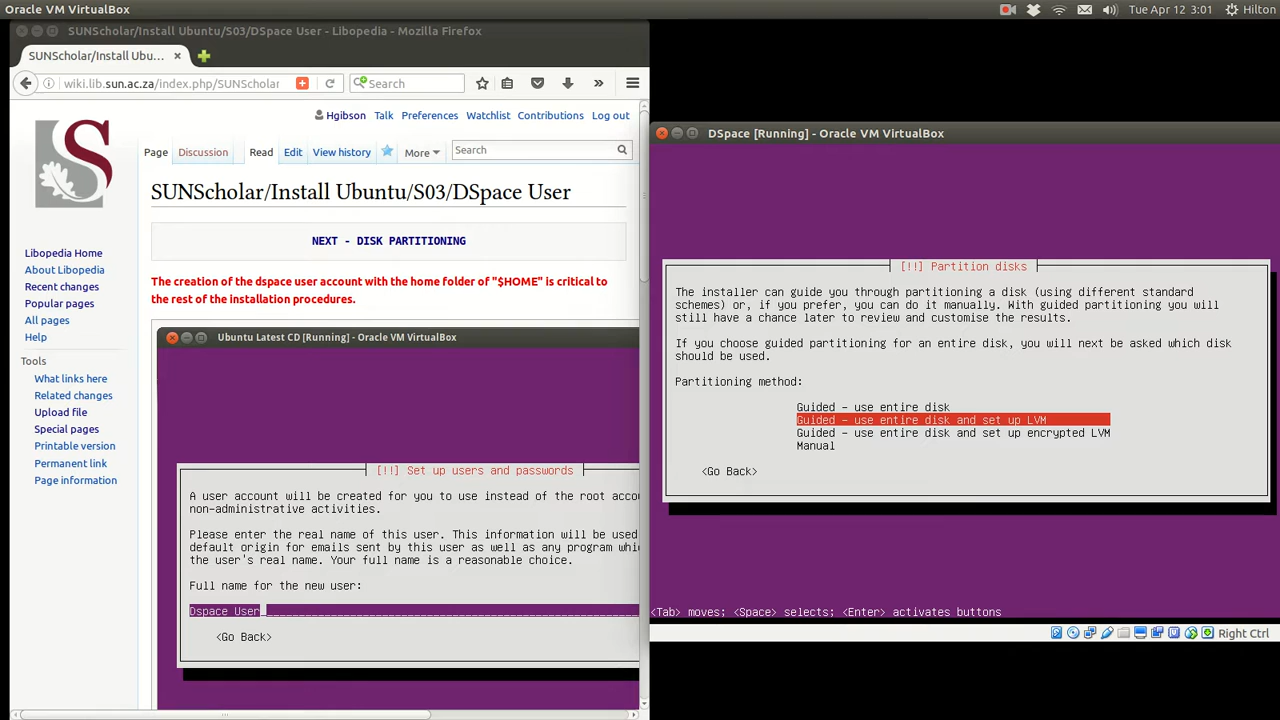 Oracle VM VirtualBox
Tue Apr 12 3:01
Hilton
SUNScholar/Install Ubuntu/S03/DSpace User - Libopedia - Mozilla Firefox
SUNScholar/Install Ubu...
wiki.lib.sun.ac.za/index.php/SUNScholar
Search
Hgibson
Talk
Preferences
Watchlist
Contributions
Log out
Page
Discussion
Read
Edit
View history
More
Search
SUNScholar/Install Ubuntu/S03/DSpace User
NEXT - DISK PARTITIONING
The creation of the dspace user account with the home folder of "$HOME" is critical to
the rest of the installation procedures.
Libopedia Home
About Libopedia
Recent changes
Popular pages
All pages
Help
Tools
What links here
Related changes
Upload file
Special pages
Printable version
Permanent link
Page information
Ubuntu Latest CD [Running] - Oracle VM VirtualBox
[!!] Set up users and passwords
A user account will be created for you to use instead of the root acco
non-administrative activities.
Please enter the real name of this user. This information will be used
default origin for emails sent by this user as well as any program whic
the user's real name. Your full name is a reasonable choice.
Full name for the new user:
Dspace User
<Go Back>
DSpace [Running] - Oracle VM VirtualBox
[!!] Partition disks
The installer can guide you through partitioning a disk (using different standard
schemes) or, if you prefer, you can do it manually. With guided partitioning you will
still have a chance later to review and customise the results.
If you choose guided partitioning for an entire disk, you will next be asked which disk
should be used.
Partitioning method:
Guided - use entire disk
Guided - use entire disk and set up LVM
Guided - use entire disk and set up encrypted LVM
Manual
<Go Back>
<Tab> moves; <Space> selects; <Enter> activates buttons
Right Ctrl